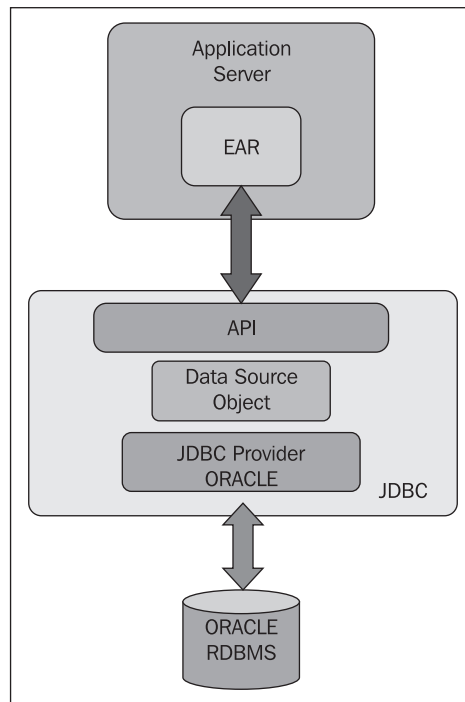 Application
Server
EAR
API
Data Source
Object
JDBC Provider
ORACLE
JDBC
ORACLE
RDBMS